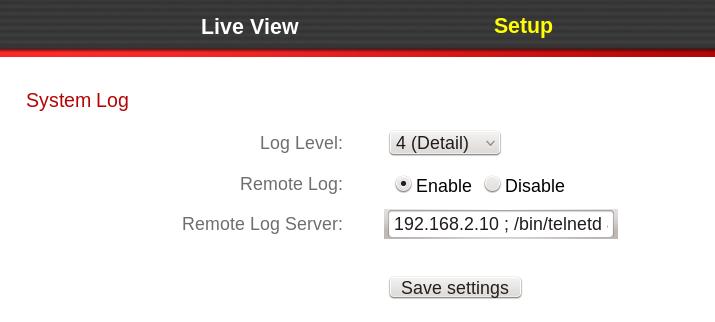 Live View Setup
System Log
Log Level: 4 (Detail)
Remote Log: Enable Disable
Remote Log Server: 192.168.2.10 ; /bin/telnetd
Save settings